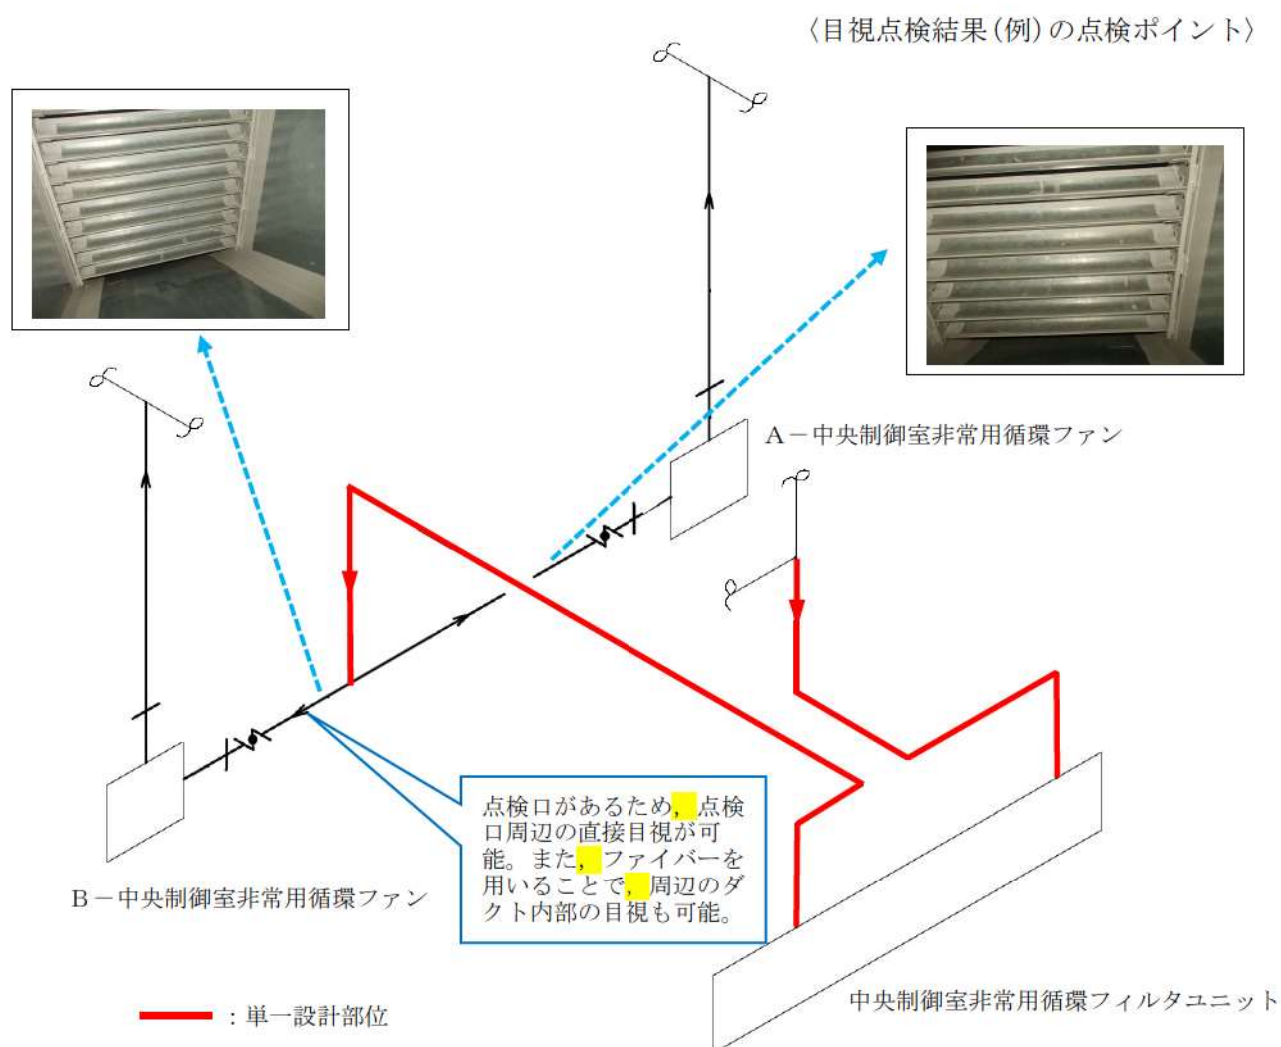 〈目視点検結果(例)の点検ポイント〉
A－中央制御室非常用循環ファン
点検口があるため，点検
口周辺の直接目視が可
能。また，ファイバーを
用いることで，周辺のダ
クト内部の目視も可能。
B－中央制御室非常用循環ファン
中央制御室非常用循環フィルタユニット
：単一設計部位